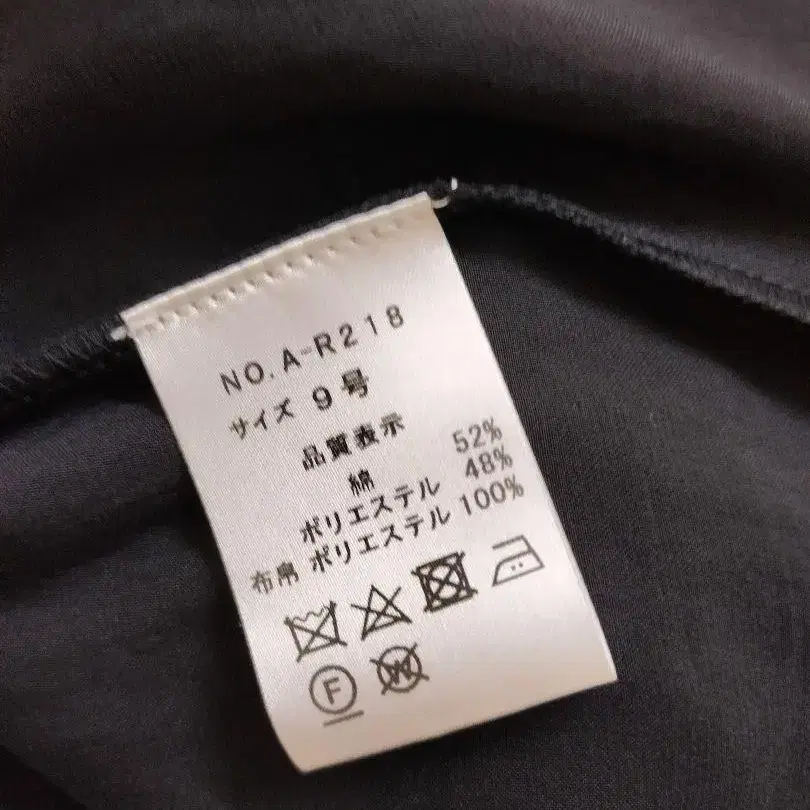 NO.A-R218
サイズ 9号
品質表示
綿 52%
ポリエステル 48%
布帛 ポリエステル 100%
F W